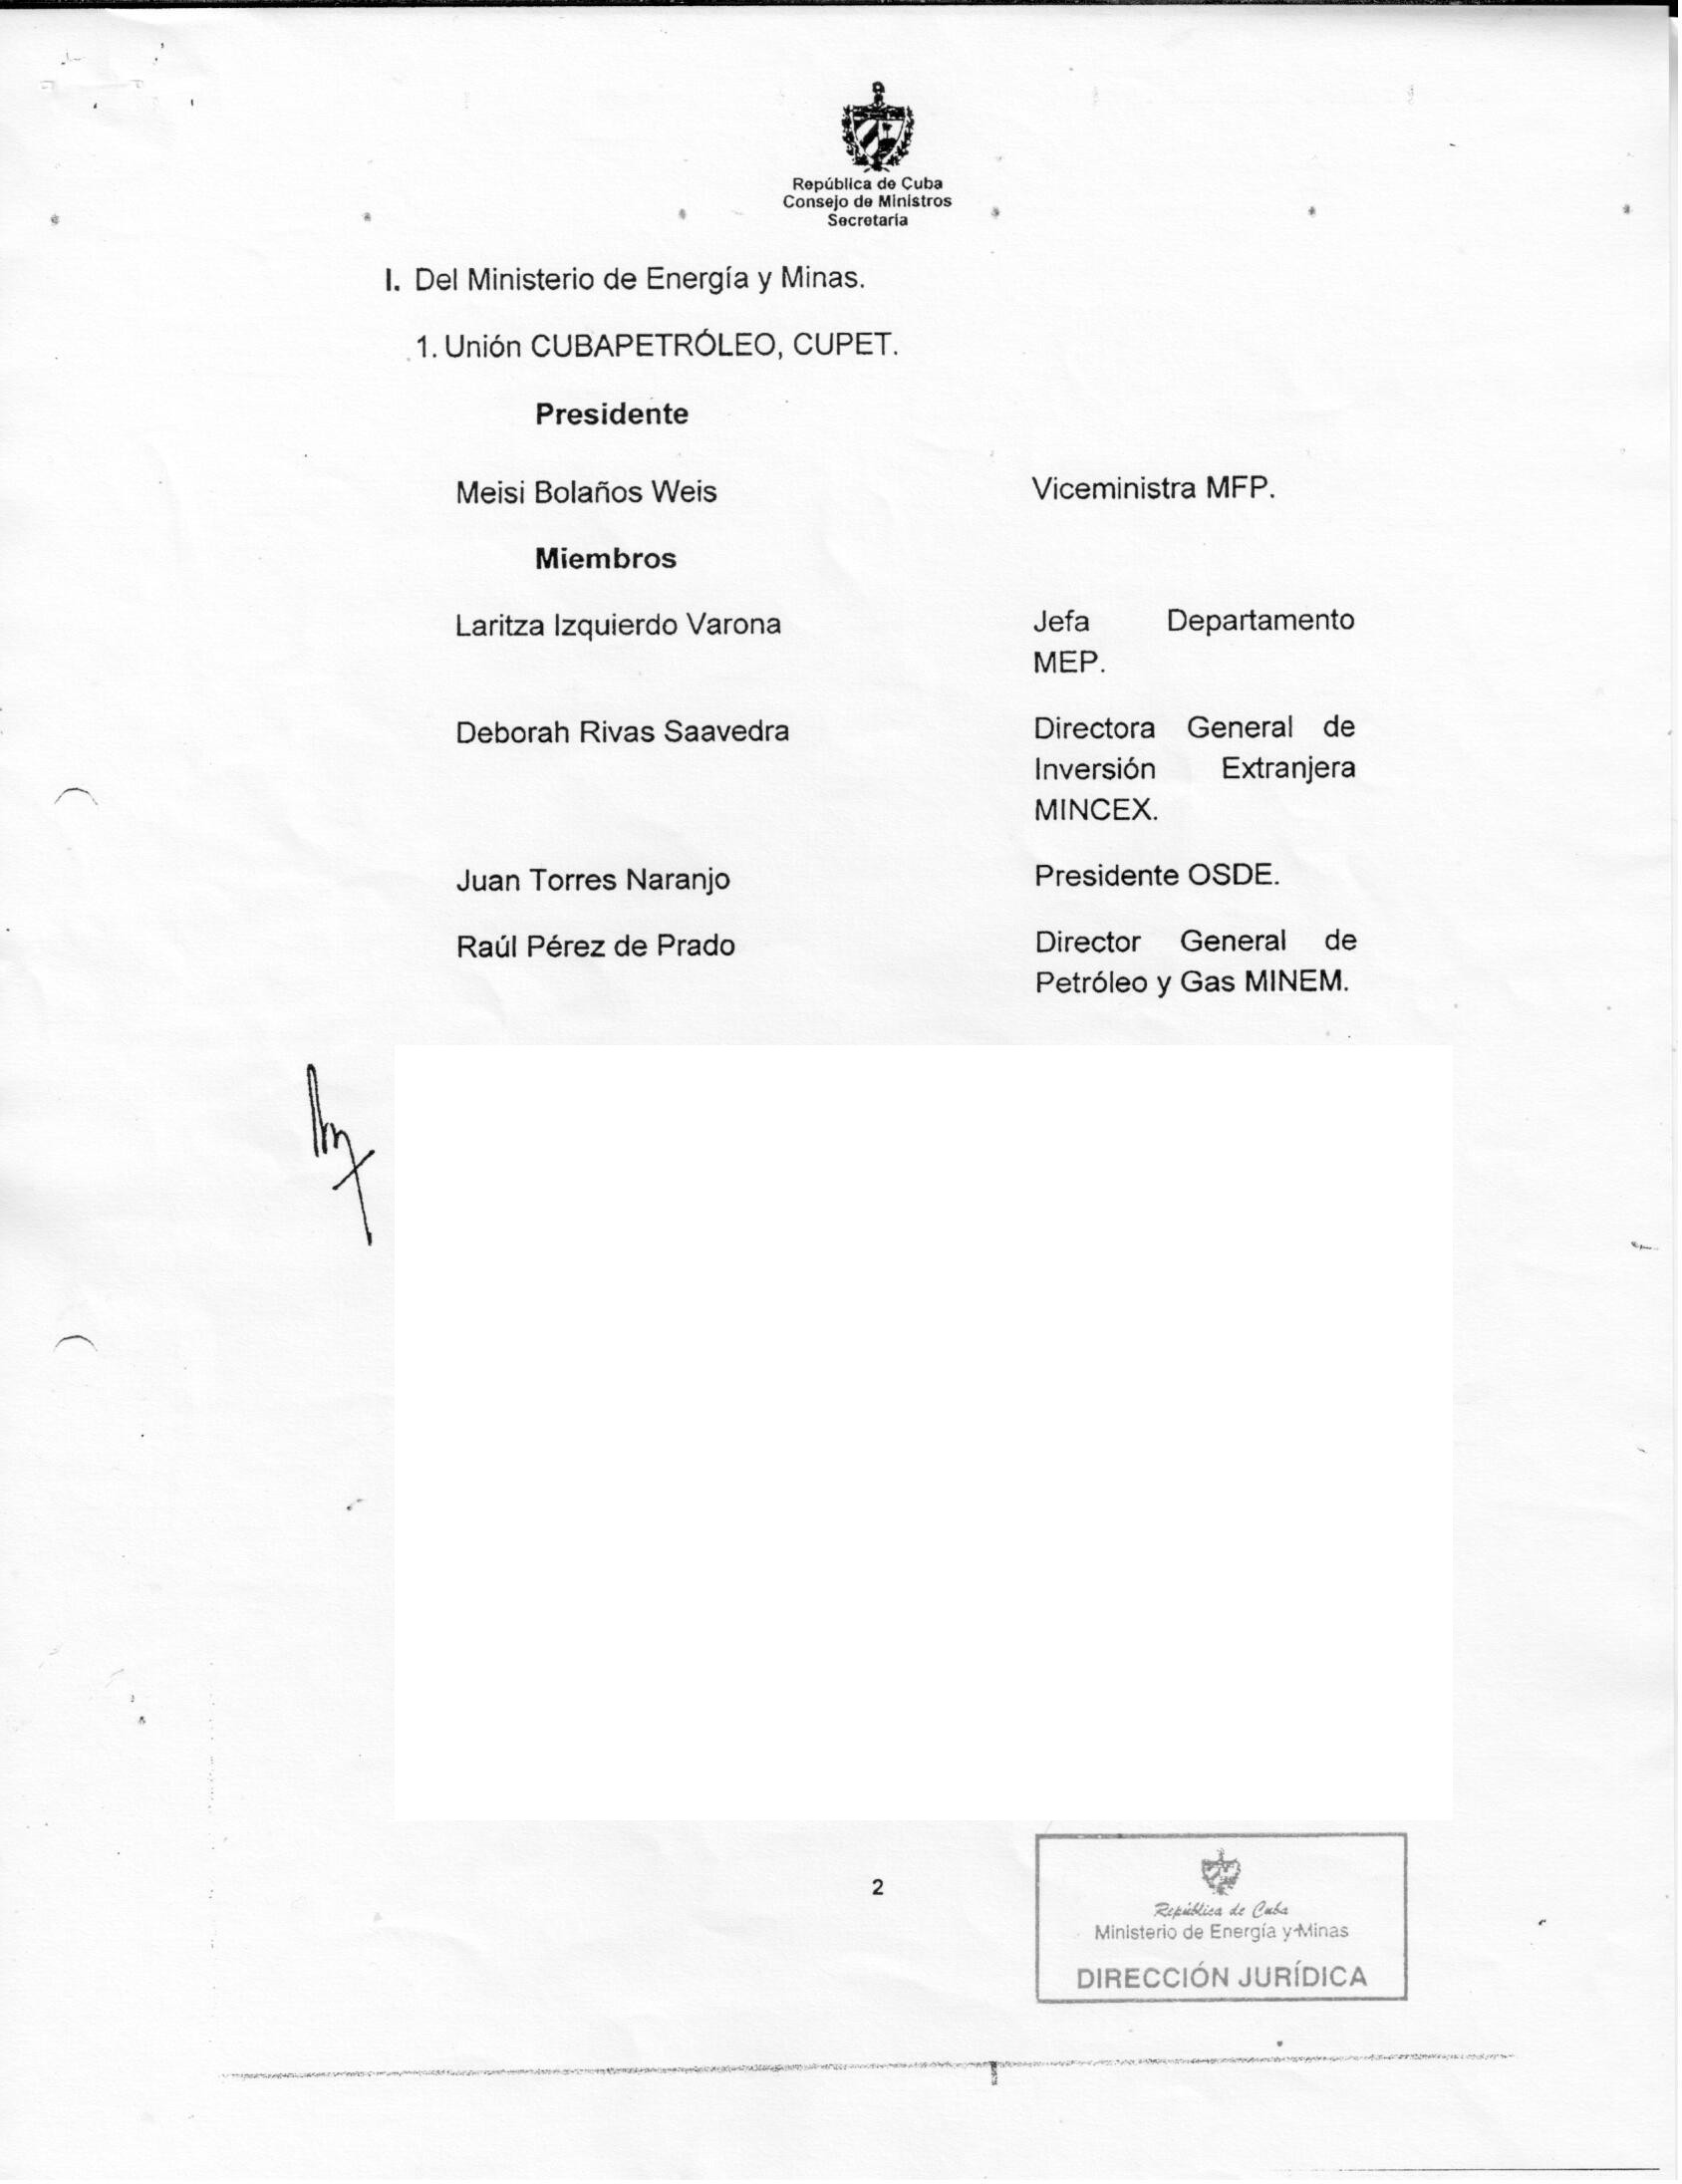 República de Cuba
Consejo de Ministros
Secretaría
I. Del Ministerio de Energía y Minas.
1. Unión CUBAPETRÓLEO, CUPET.
Presidente
Meisi Bolaños Weis Viceministra MFP.
Miembros
Laritza Izquierdo Varona Jefa Departamento
MEP.
Deborah Rivas Saavedra Directora General de
Inversión Extranjera
MINCEX.
Juan Torres Naranjo Presidente OSDE.
Raúl Pérez de Prado Director General de
Petróleo y Gas MINEM.
2
República de Cuba
Ministerio de Energía y Minas
DIRECCIÓN JURÍDICA